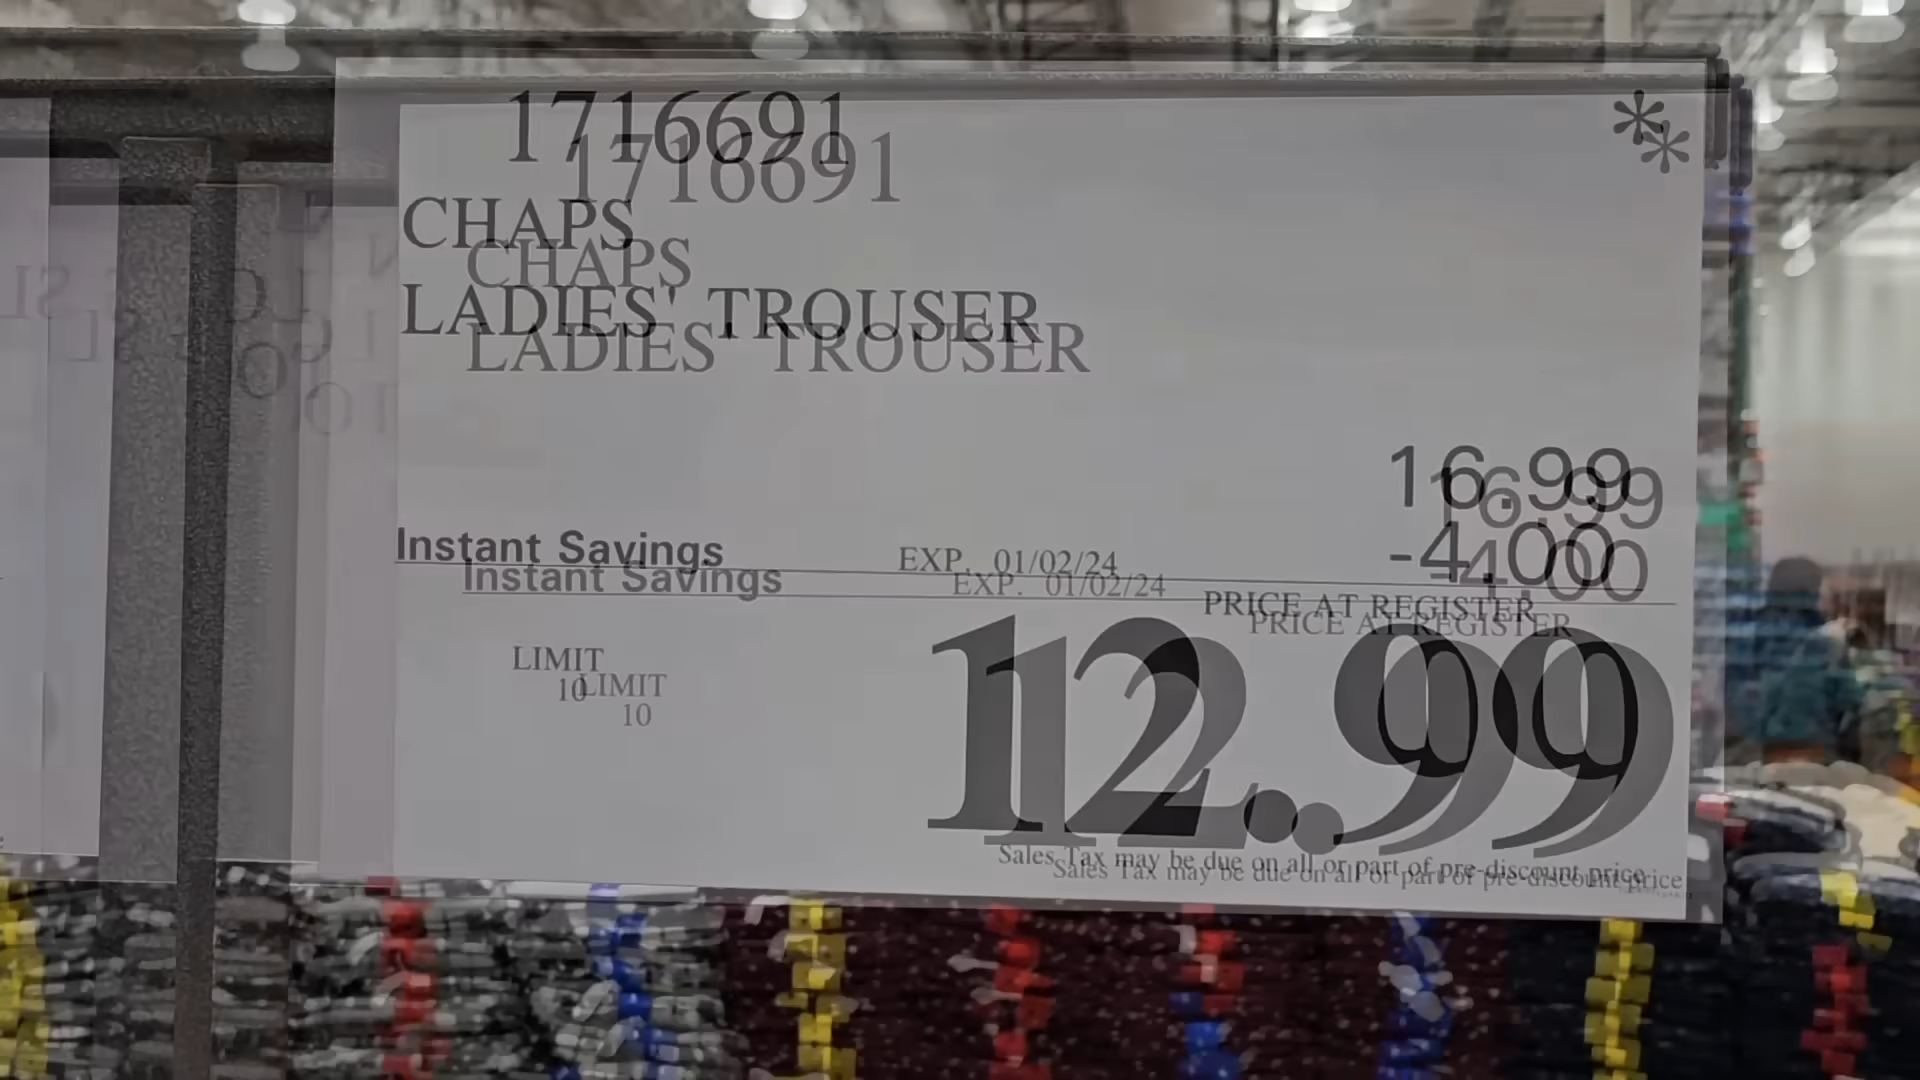 *
1716691
CHAPS
LADIES' TROUSER
16.99
Instant Savings EXP. 01/02/24 -4.00
PRICE AT REGISTER
LIMIT
10
12.99
Sales Tax may be due on all or part of pre-discount price